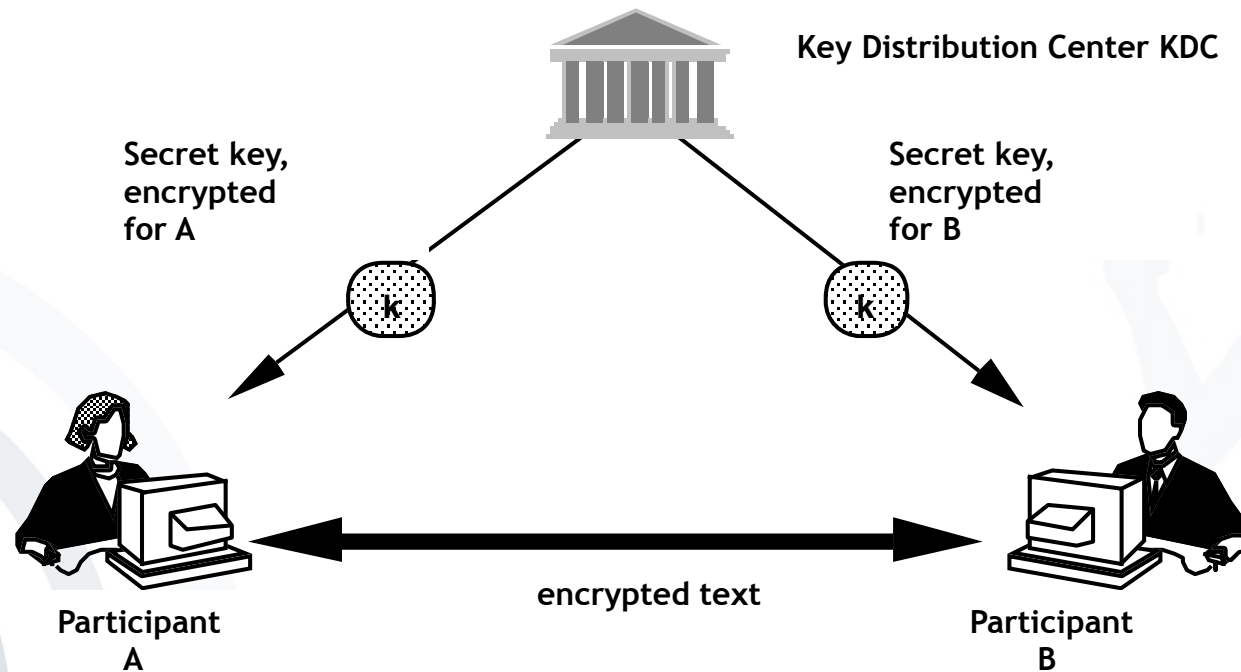 Key Distribution Center KDC
Secret key,
encrypted
for A
Secret key,
encrypted
for B
k
k
encrypted text
Participant
A
Participant
B